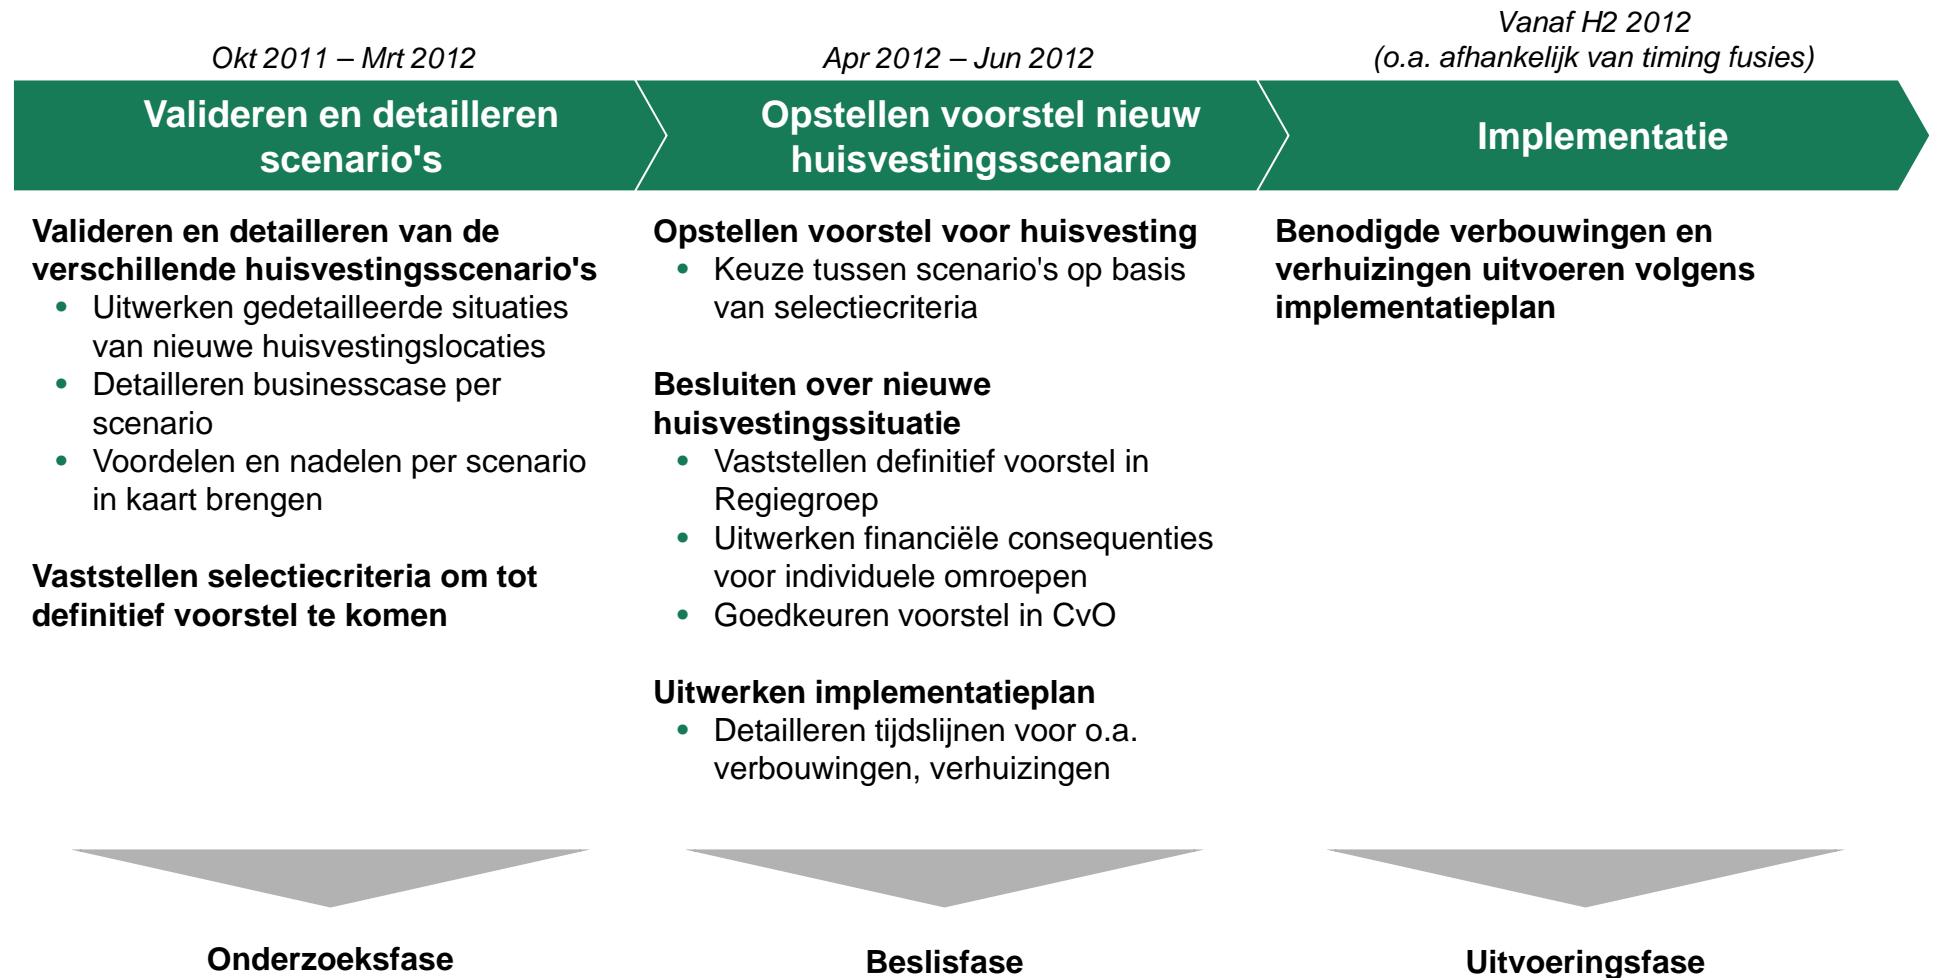 Okt 2011 – Mrt 2012
Valideren en detailleren
scenario's
Valideren en detailleren van de
verschillende huisvestingsscenario's
• Uitwerken gedetailleerde situaties
van nieuwe huisvestingslocaties
• Detailleren businesscase per
scenario
• Voordelen en nadelen per scenario
in kaart brengen
Vaststellen selectiecriteria om tot
definitief voorstel te komen
Onderzoeksfase
Apr 2012 – Jun 2012
Opstellen voorstel nieuw
huisvestingsscenario
Opstellen voorstel voor huisvesting
• Keuze tussen scenario's op basis
van selectiecriteria
Besluiten over nieuwe
huisvestingssituatie
• Vaststellen definitief voorstel in
Regiegroep
• Uitwerken financiële consequenties
voor individuele omroepen
• Goedkeuren voorstel in CvO
Uitwerken implementatieplan
• Detailleren tijdslijnen voor o.a.
verbouwingen, verhuizingen
Beslisfase
Vanaf H2 2012
(o.a. afhankelijk van timing fusies)
Implementatie
Benodigde verbouwingen en
verhuizingen uitvoeren volgens
implementatieplan
Uitvoeringsfase